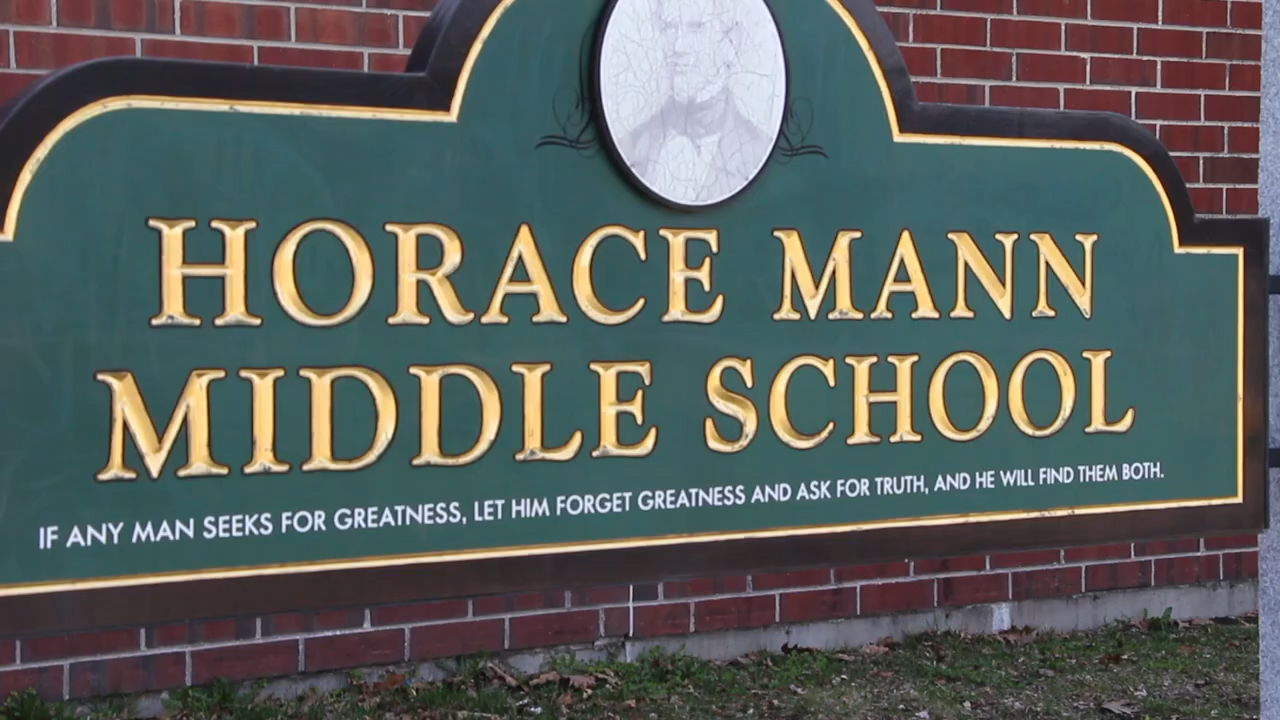 HORACE MANN
MIDDLE SCHOOL
IF ANY MAN SEEKS FOR GREATNESS, LET HIM FORGET GREATNESS AND ASK FOR TRUTH, AND HE WILL FIND THEM BOTH.